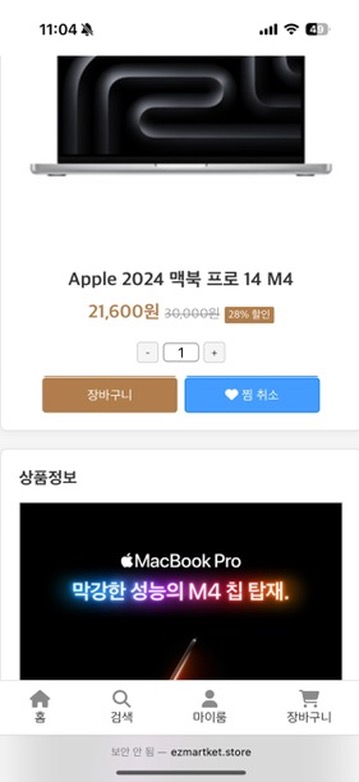 11:04
49
Apple 2024 맥북 프로 14 M4
21,600원 30,000원 28% 할인
- 1 +
장바구니 찜 취소
상품정보
MacBook Pro
막강한 성능의 M4 칩 탑재.
홈 검색 마이룸 장바구니
보안 안 됨 — ezmartket.store